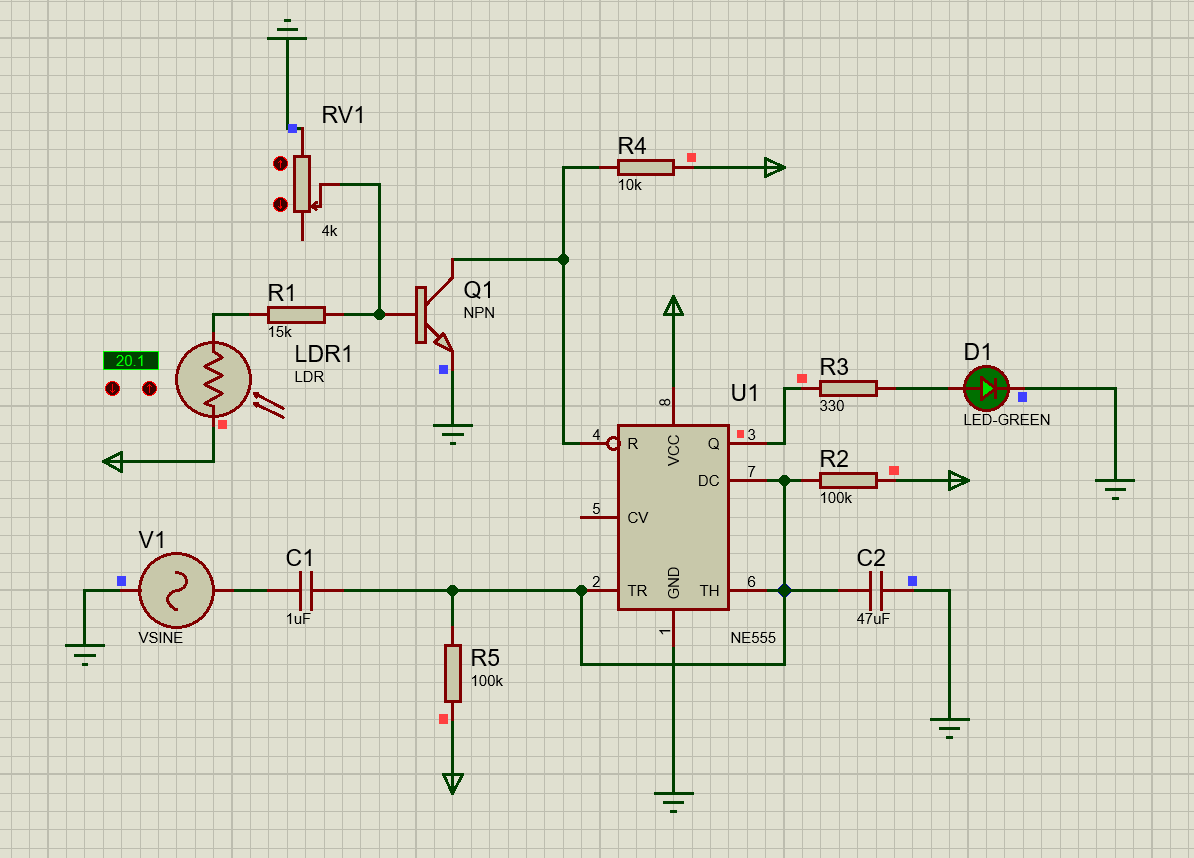 RV1
4k
R4
10k
R1
15k
Q1
NPN
20.1
LDR1
LDR
U1
8
4
R
VCC
Q
3
DC
7
5
CV
2
TR
GND
TH
6
1
NE555
R3
330
D1
LED-GREEN
R2
100k
V1
VSINE
C1
1uF
C2
47uF
R5
100k